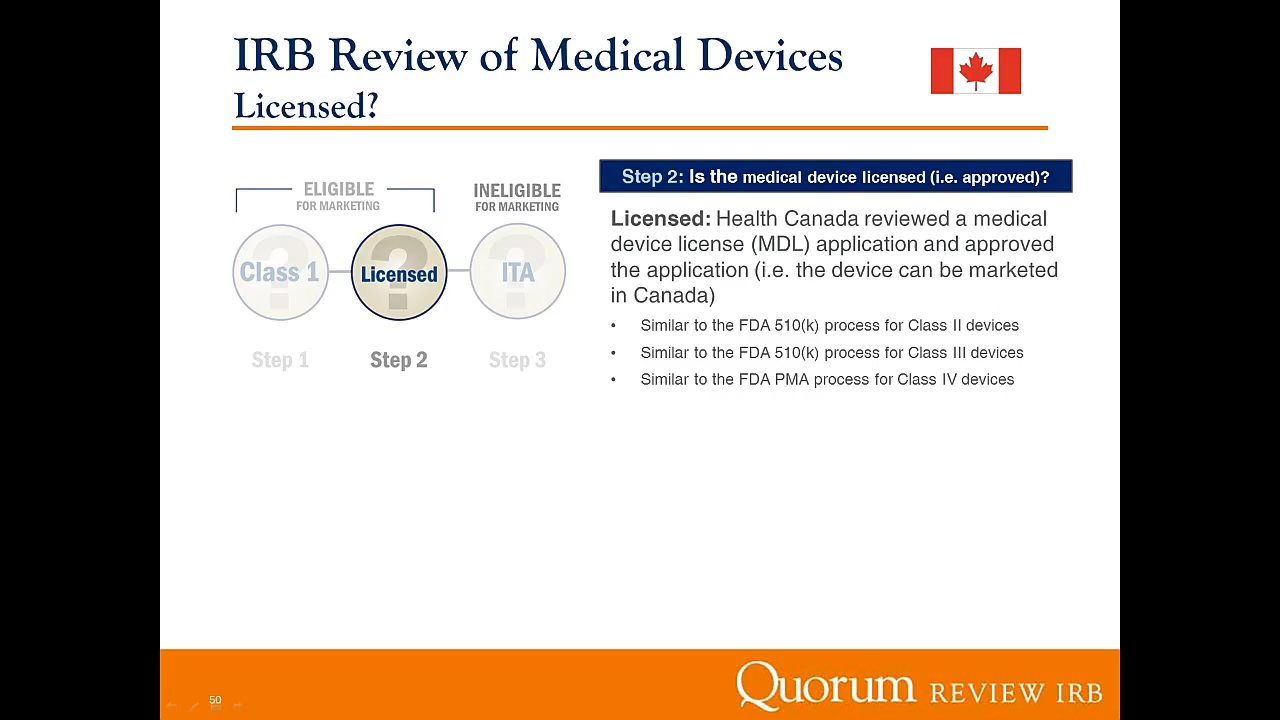 IRB Review of Medical Devices
Licensed?
ELIGIBLE
FOR MARKETING
INELIGIBLE
FOR MARKETING
Class 1
Licensed
ITA
Step 1
Step 2
Step 3
Step 2: Is the medical device licensed (i.e. approved)?
Licensed: Health Canada reviewed a medical
device license (MDL) application and approved
the application (i.e. the device can be marketed
in Canada)
• Similar to the FDA 510(k) process for Class II devices
• Similar to the FDA 510(k) process for Class III devices
• Similar to the FDA PMA process for Class IV devices
50
Quorum REVIEW IRB